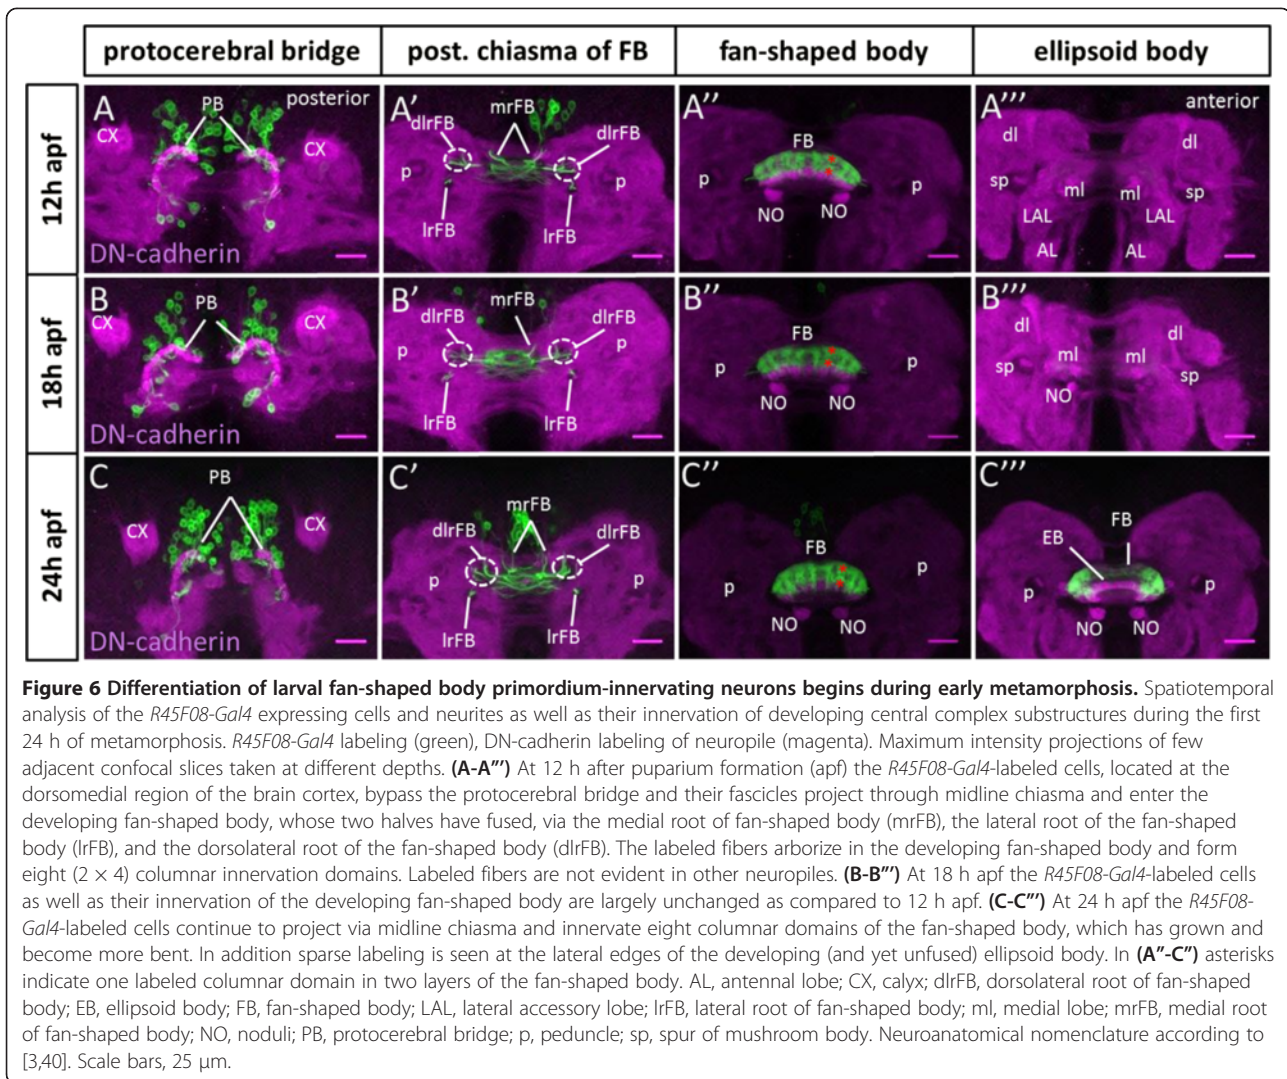 protocerebral bridge
post. chiasma of FB
fan-shaped body
ellipsoid body
12h apf
A
PB
posterior
CX
CX
DN-cadherin
A'
mrFB
dlrFB
dlrFB
p
p
lrFB
lrFB
A''
FB
p
p
NO
NO
A'''
anterior
dl
dl
sp
ml
ml
sp
LAL
LAL
AL
AL
18h apf
B
PB
CX
CX
DN-cadherin
B'
mrFB
dlrFB
dlrFB
p
p
lrFB
lrFB
B''
FB
p
p
NO
NO
B'''
dl
dl
ml
ml
sp
sp
NO
24h apf
C
PB
CX
CX
DN-cadherin
C'
mrFB
dlrFB
dlrFB
p
p
lrFB
lrFB
C''
FB
p
p
NO
NO
C'''
FB
EB
p
p
NO
NO
Figure 6 Differentiation of larval fan-shaped body primordium-innervating neurons begins during early metamorphosis. Spatiotemporal
analysis of the R45F08-Gal4 expressing cells and neurites as well as their innervation of developing central complex substructures during the first
24 h of metamorphosis. R45F08-Gal4 labeling (green), DN-cadherin labeling of neuropile (magenta). Maximum intensity projections of few
adjacent confocal slices taken at different depths. (A-A''') At 12 h after puparium formation (apf) the R45F08-Gal4-labeled cells, located at the
dorsomedial region of the brain cortex, bypass the protocerebral bridge and their fascicles project through midline chiasma and enter the
developing fan-shaped body, whose two halves have fused, via the medial root of fan-shaped body (mrFB), the lateral root of the fan-shaped
body (lrFB), and the dorsolateral root of the fan-shaped body (dlrFB). The labeled fibers arborize in the developing fan-shaped body and form
eight (2 × 4) columnar innervation domains. Labeled fibers are not evident in other neuropiles. (B-B''') At 18 h apf the R45F08-Gal4-labeled cells
as well as their innervation of the developing fan-shaped body are largely unchanged as compared to 12 h apf. (C-C''') At 24 h apf the R45F08-
Gal4-labeled cells continue to project via midline chiasma and innervate eight columnar domains of the fan-shaped body, which has grown and
become more bent. In addition sparse labeling is seen at the lateral edges of the developing (and yet unfused) ellipsoid body. In (A''-C'') asterisks
indicate one labeled columnar domain in two layers of the fan-shaped body. AL, antennal lobe; CX, calyx; dlrFB, dorsolateral root of fan-shaped
body; EB, ellipsoid body; FB, fan-shaped body; LAL, lateral accessory lobe; lrFB, lateral root of fan-shaped body; ml, medial lobe; mrFB, medial root
of fan-shaped body; NO, noduli; PB, protocerebral bridge; p, peduncle; sp, spur of mushroom body. Neuroanatomical nomenclature according to
[3,40]. Scale bars, 25 μm.